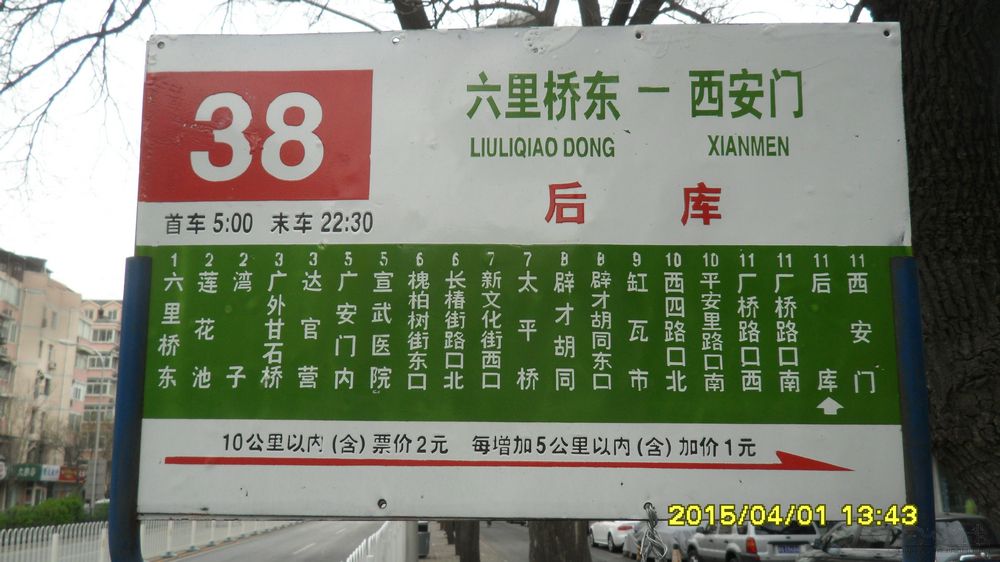 38
六里桥东 一 西安门
LIULIQIAO DONG XIANMEN
后库
首车 5:00 末车 22:30
1 六里桥东
2 莲花池
2 湾子
3 广外甘石桥
3 达官营
5 广安门内
5 宣武医院
6 槐柏树街东口
6 长椿街路口北
7 新文化街西口
7 太平桥
8 辟才胡同
8 辟才胡同东口
9 缸瓦市
10 西四路口北
10 平安里路口南
11 厂桥路口西
11 厂桥路口南
11 后库
11 西安门
10公里以内(含)票价2元 每增加5公里以内(含)加价1元
2015/04/01 13:43